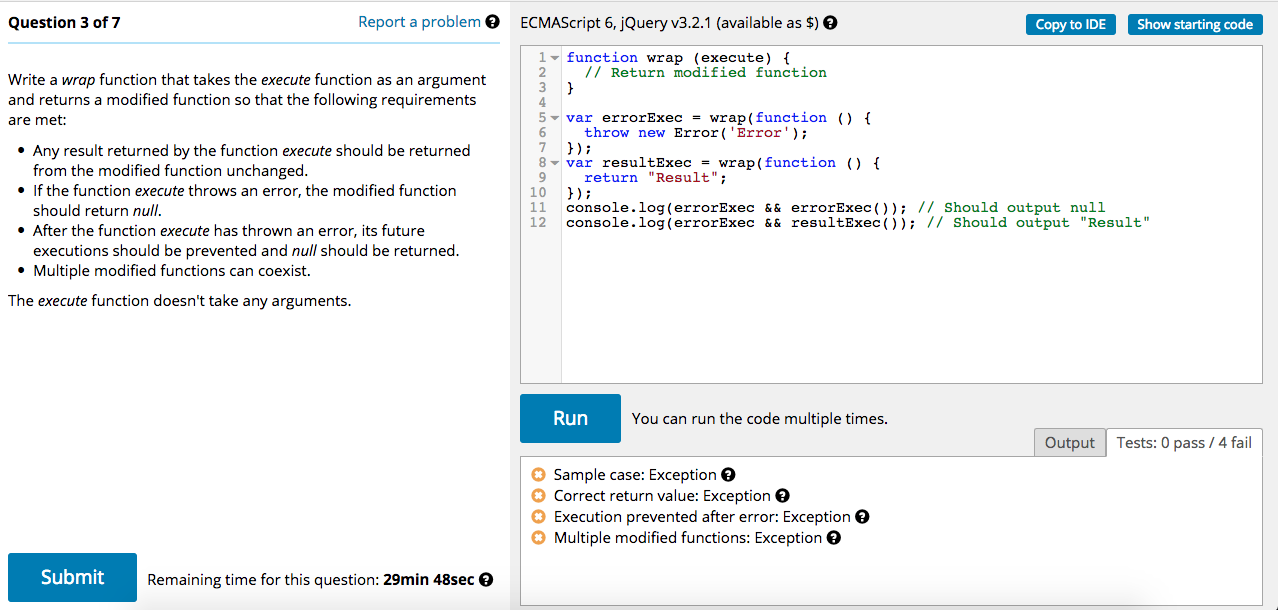 Question 3 of 7
Report a problem ?
Write a wrap function that takes the execute function as an argument
and returns a modified function so that the following requirements
are met:
• Any result returned by the function execute should be returned
from the modified function unchanged.
• If the function execute throws an error, the modified function
should return null.
• After the function execute has thrown an error, its future
executions should be prevented and null should be returned.
• Multiple modified functions can coexist.
The execute function doesn't take any arguments.
Submit
Remaining time for this question: 29min 48sec ?
ECMAScript 6, jQuery v3.2.1 (available as $) ?
Copy to IDE
Show starting code
1 function wrap (execute) {
2   // Return modified function
3 }
4
5 var errorExec = wrap(function () {
6   throw new Error('Error');
7 });
8 var resultExec = wrap(function () {
9   return "Result";
10 });
11 console.log(errorExec && errorExec()); // Should output null
12 console.log(errorExec && resultExec()); // Should output "Result"
Run
You can run the code multiple times.
Output
Tests: 0 pass / 4 fail
Sample case: Exception ?
Correct return value: Exception ?
Execution prevented after error: Exception ?
Multiple modified functions: Exception ?